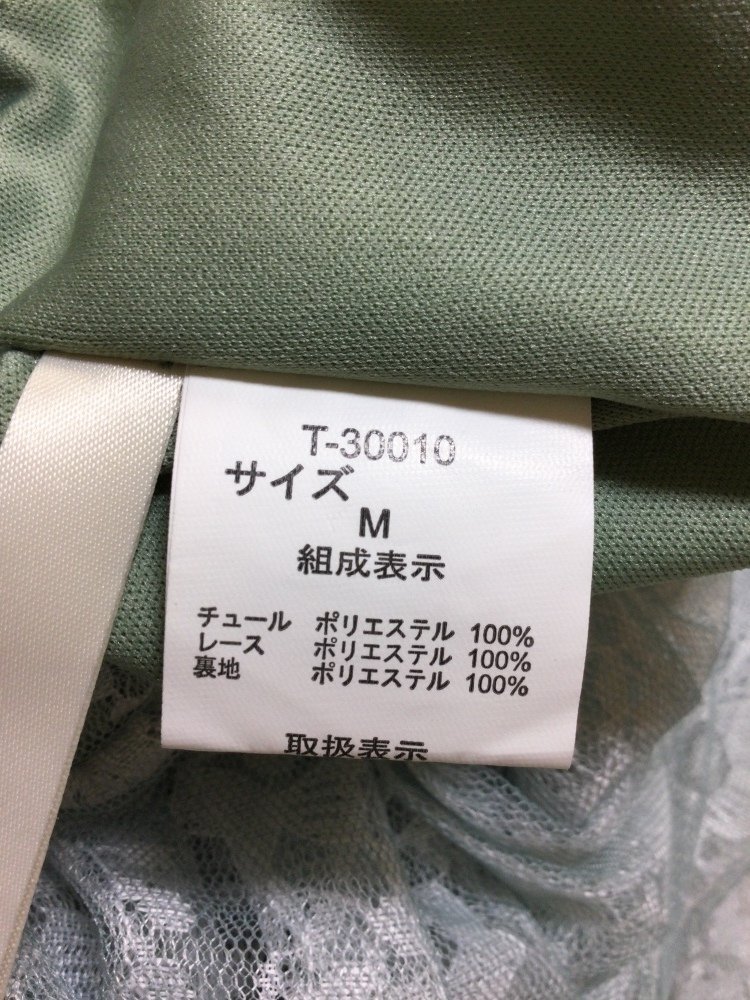 T-30010
サイズ
M
組成表示
チュール ポリエステル 100%
レース ポリエステル 100%
裏地 ポリエステル 100%
取扱表示